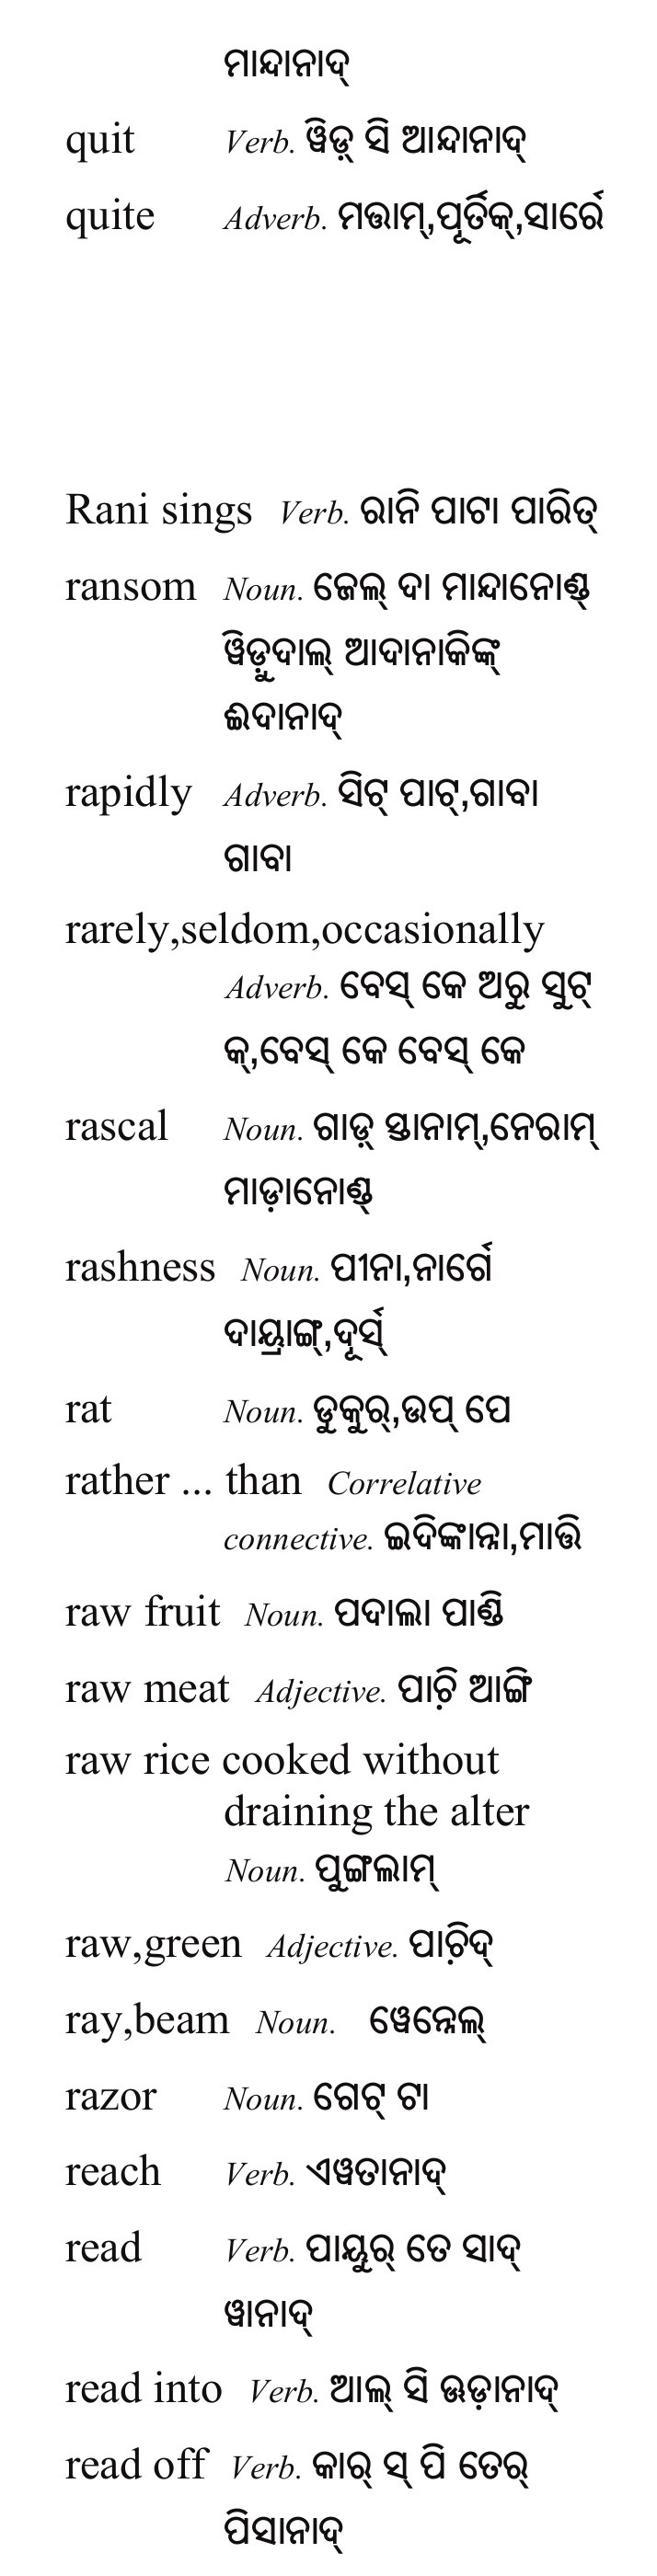 ମାନ୍ଦାନାଦ୍
quit Verb. ୱିଡ଼୍ ସି ଆନ୍ଦାନାଦ୍
quite Adverb. ମତ୍ତାମ୍,ପୂର୍ତିକ୍,ସାର୍ରେ
Rani sings Verb. ରାନି ପାଟା ପାରିତ୍
ransom Noun. ଜେଲ୍ ଦା ମାନ୍ଦାନୋଣ୍ଡ୍
ୱିଡ଼ୁଦାଲ୍ ଆଦାନାକିଙ୍କ୍
ଈଦାନାଦ୍
rapidly Adverb. ସିଟ୍ ପାଟ୍,ଗାବା
ଗାବା
rarely,seldom,occasionally
Adverb. ବେସ୍ କେ ଅରୁ ସୁଟ୍
କ୍,ବେସ୍ କେ ବେସ୍ କେ
rascal Noun. ଗାଡ଼୍ ସ୍ତାନାମ୍,ନେରାମ୍
ମାଡ଼ାନୋଣ୍ଡ୍
rashness Noun. ପୀନା,ନାର୍ଗେ
ଦାୟ୍ରାଙ୍ଗ୍,ଦୂର୍ସ୍
rat Noun. ଡୁକୁର୍,ଉପ୍ ପେ
rather ... than Correlative
connective. ଇଦିଙ୍କାନ୍ନା,ମାତ୍ତି
raw fruit Noun. ପଦାଲା ପାଣ୍ଡି
raw meat Adjective. ପାଚ଼ି ଆଙ୍ଗି
raw rice cooked without
draining the alter
Noun. ପୁଙ୍ଗଲାମ୍
raw,green Adjective. ପାଚ଼ିଦ୍
ray,beam Noun. ୱେନ୍ନେଲ୍
razor Noun. ଗେଟ୍ ଟା
reach Verb. ଏୱତାନାଦ୍
read Verb. ପାୟୁର୍ ତେ ସାଦ୍
ୱାନାଦ୍
read into Verb. ଆଲ୍ ସି ଊଡ଼ାନାଦ୍
read off Verb. କାର୍ ସ୍ ପି ତେର୍
ପିସାନାଦ୍